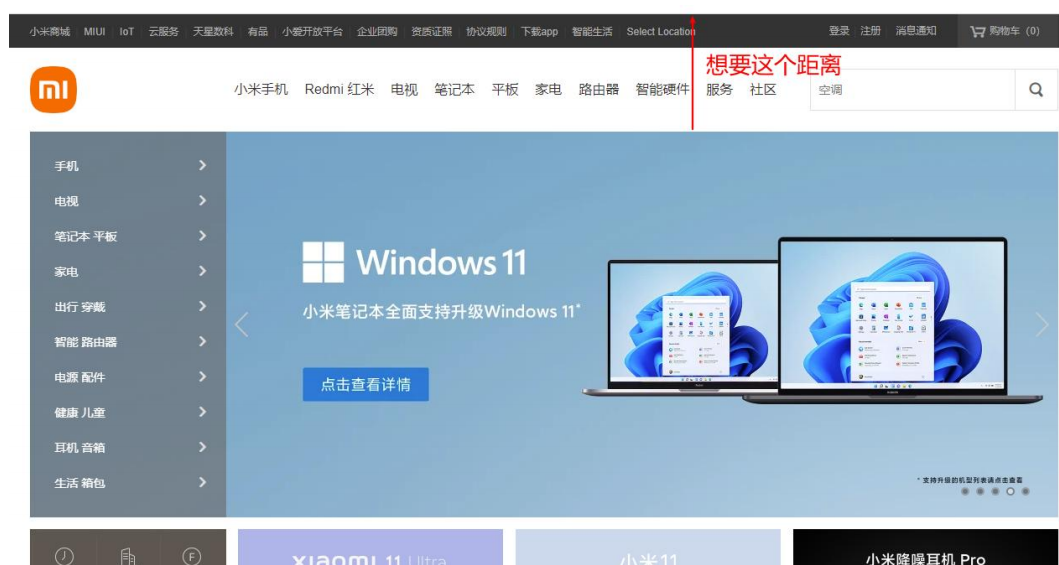 小米商城 MIUI IoT 云服务 天星数科 有品 小爱开放平台 企业团购 资质证照 协议规则 下载app 智能生活 Select Location 登录 注册 消息通知 购物车 (0)
想要这个距离
小米手机 Redmi 红米 电视 笔记本 平板 家电 路由器 智能硬件 服务 社区 空调
手机
电视
笔记本 平板
家电
出行 穿戴
智能 路由器
电源 配件
健康 儿童
耳机 音箱
生活 箱包
Windows 11
小米笔记本全面支持升级Windows 11*
点击查看详情
* 支持升级的机型列表请点击查看
xiaomi 11 Ultra
小米11
小米降噪耳机 Pro